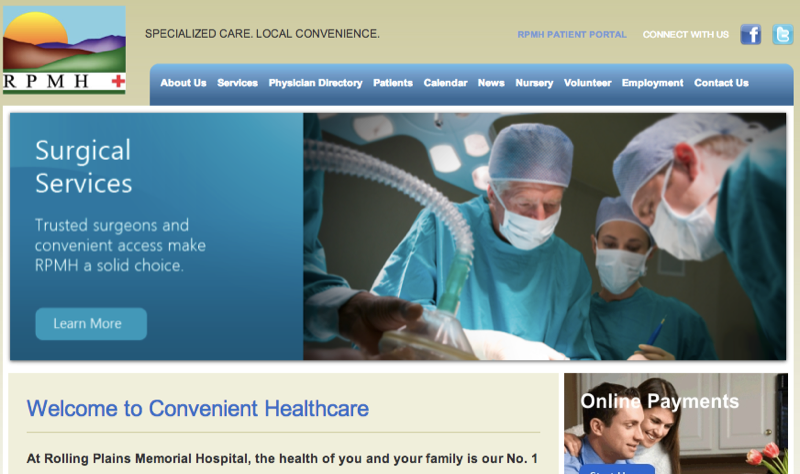 SPECIALIZED CARE. LOCAL CONVENIENCE.
RPMH PATIENT PORTAL
CONNECT WITH US
f
t
RPMH
About Us Services Physician Directory Patients Calendar News Nursery Volunteer Employment Contact Us
Surgical
Services
Trusted surgeons and
convenient access make
RPMH a solid choice.
Learn More
Welcome to Convenient Healthcare
Online Payments
At Rolling Plains Memorial Hospital, the health of you and your family is our No. 1